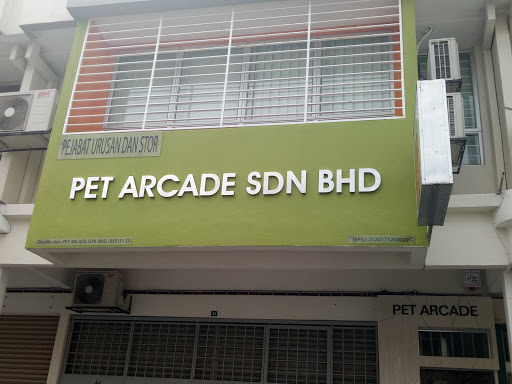 PEJABAT URUSAN DAN STOR
PET ARCADE SDN BHD
PET ARCADE